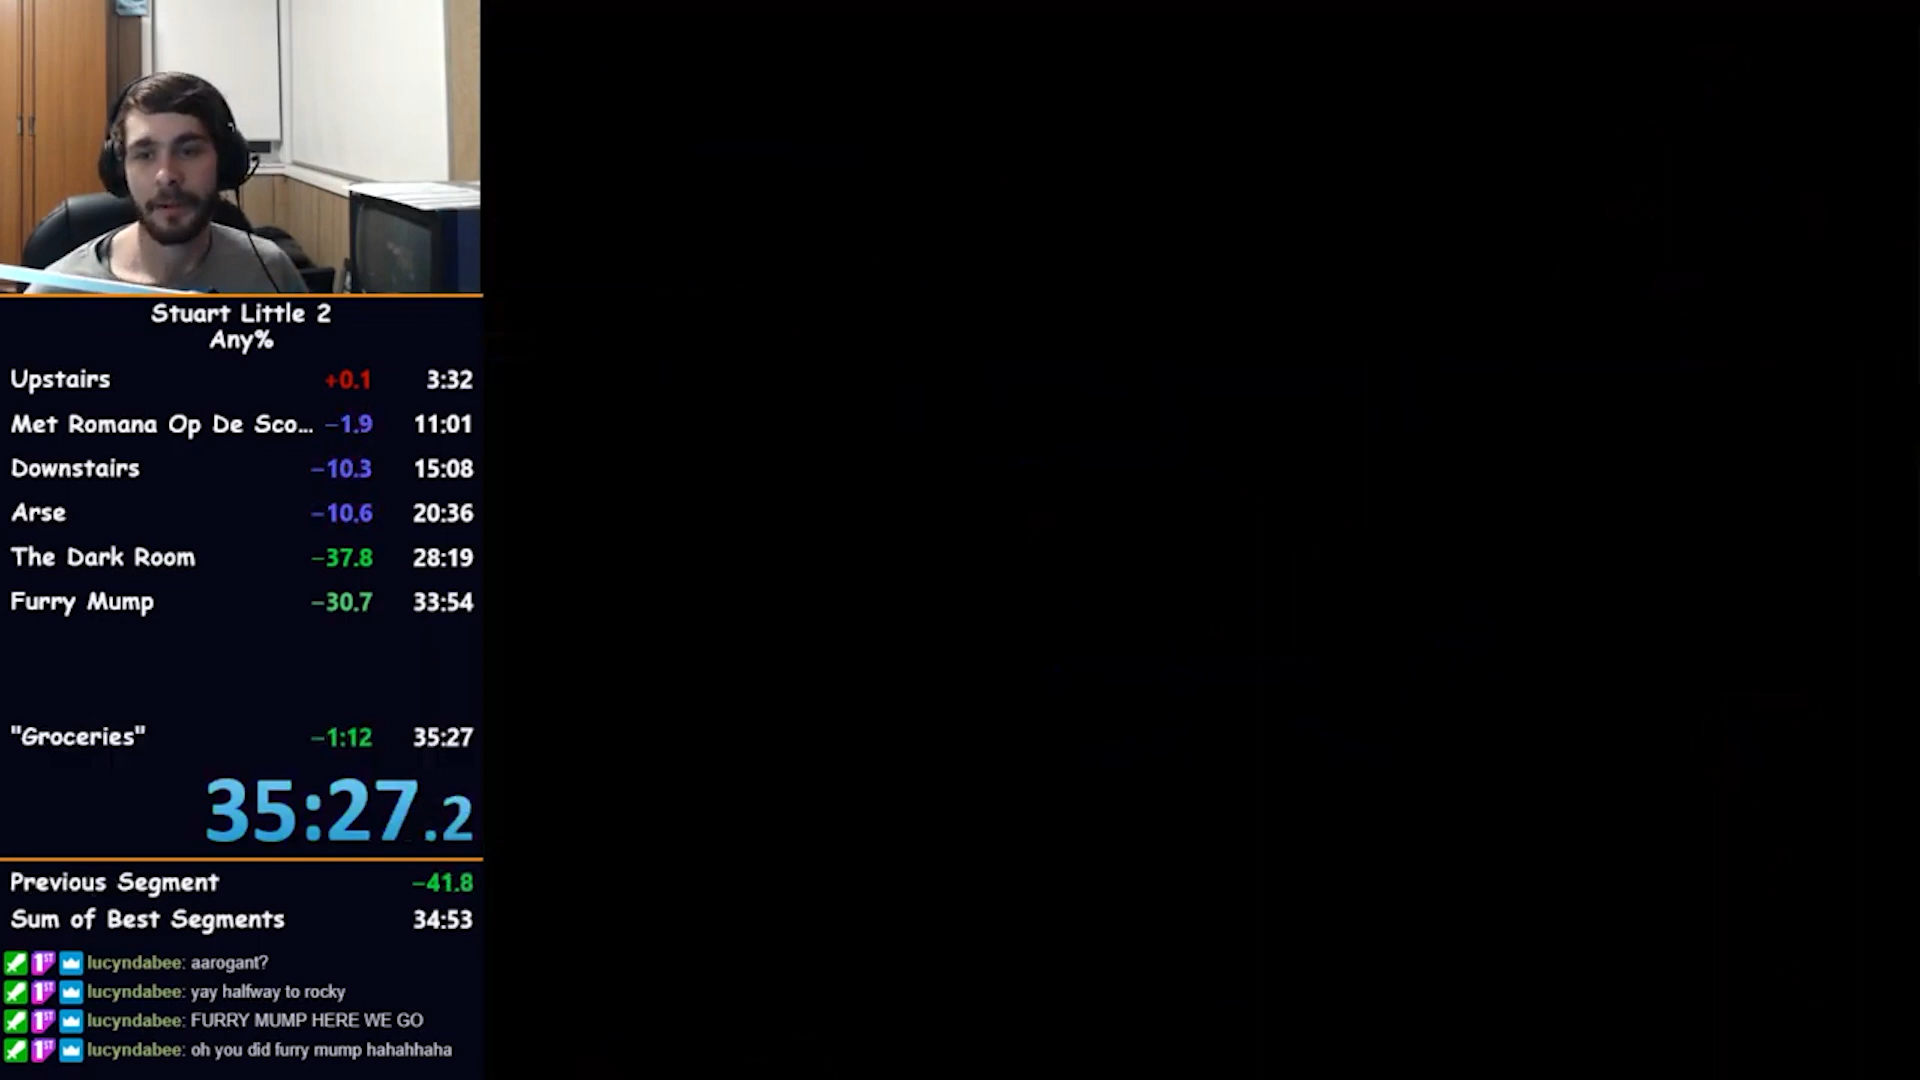 Stuart Little 2
Any%
Upstairs +0.1 3:32
Met Romana Op De Sco... −1.9 11:01
Downstairs −10.3 15:08
Arse −10.6 20:36
The Dark Room −37.8 28:19
Furry Mump −30.7 33:54
"Groceries" −1:12 35:27
35:27.2
Previous Segment −41.8
Sum of Best Segments 34:53
1ST lucyndabee: aarogant?
1ST lucyndabee: yay halfway to rocky
1ST lucyndabee: FURRY MUMP HERE WE GO
1ST lucyndabee: oh you did furry mump hahahhaha